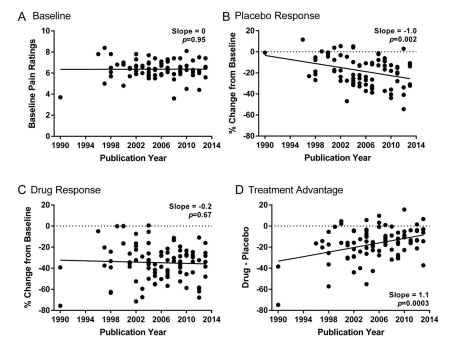 A Baseline
Slope = 0
p=0.95
Baseline Pain Ratings
10
8
6
4
2
0
1990 1994 1998 2002 2006 2010 2014
Publication Year
B Placebo Response
Slope = -1.0
p=0.002
% Change from Baseline
20
0
-20
-40
-60
-80
1990 1994 1998 2002 2006 2010 2014
Publication Year
C Drug Response
Slope = -0.2
p=0.67
% Change from Baseline
20
0
-20
-40
-60
-80
1990 1994 1998 2002 2006 2010 2014
Publication Year
D Treatment Advantage
Slope = 1.1
p=0.0003
Drug - Placebo
20
0
-20
-40
-60
-80
1990 1994 1998 2002 2006 2010 2014
Publication Year